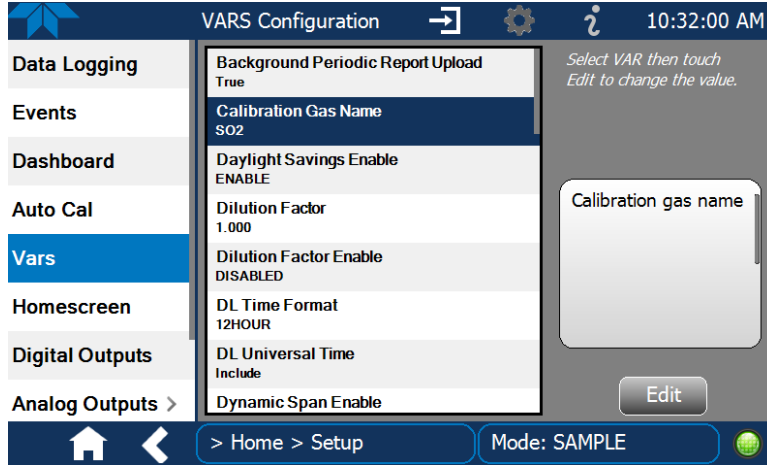 VARS Configuration
10:32:00 AM
Data Logging
Events
Dashboard
Auto Cal
Vars
Homescreen
Digital Outputs
Analog Outputs >
Background Periodic Report Upload
True
Calibration Gas Name
SO2
Daylight Savings Enable
ENABLE
Dilution Factor
1.000
Dilution Factor Enable
DISABLED
DL Time Format
12HOUR
DL Universal Time
Include
Dynamic Span Enable
Select VAR then touch
Edit to change the value.
Calibration gas name
Edit
> Home > Setup
Mode: SAMPLE